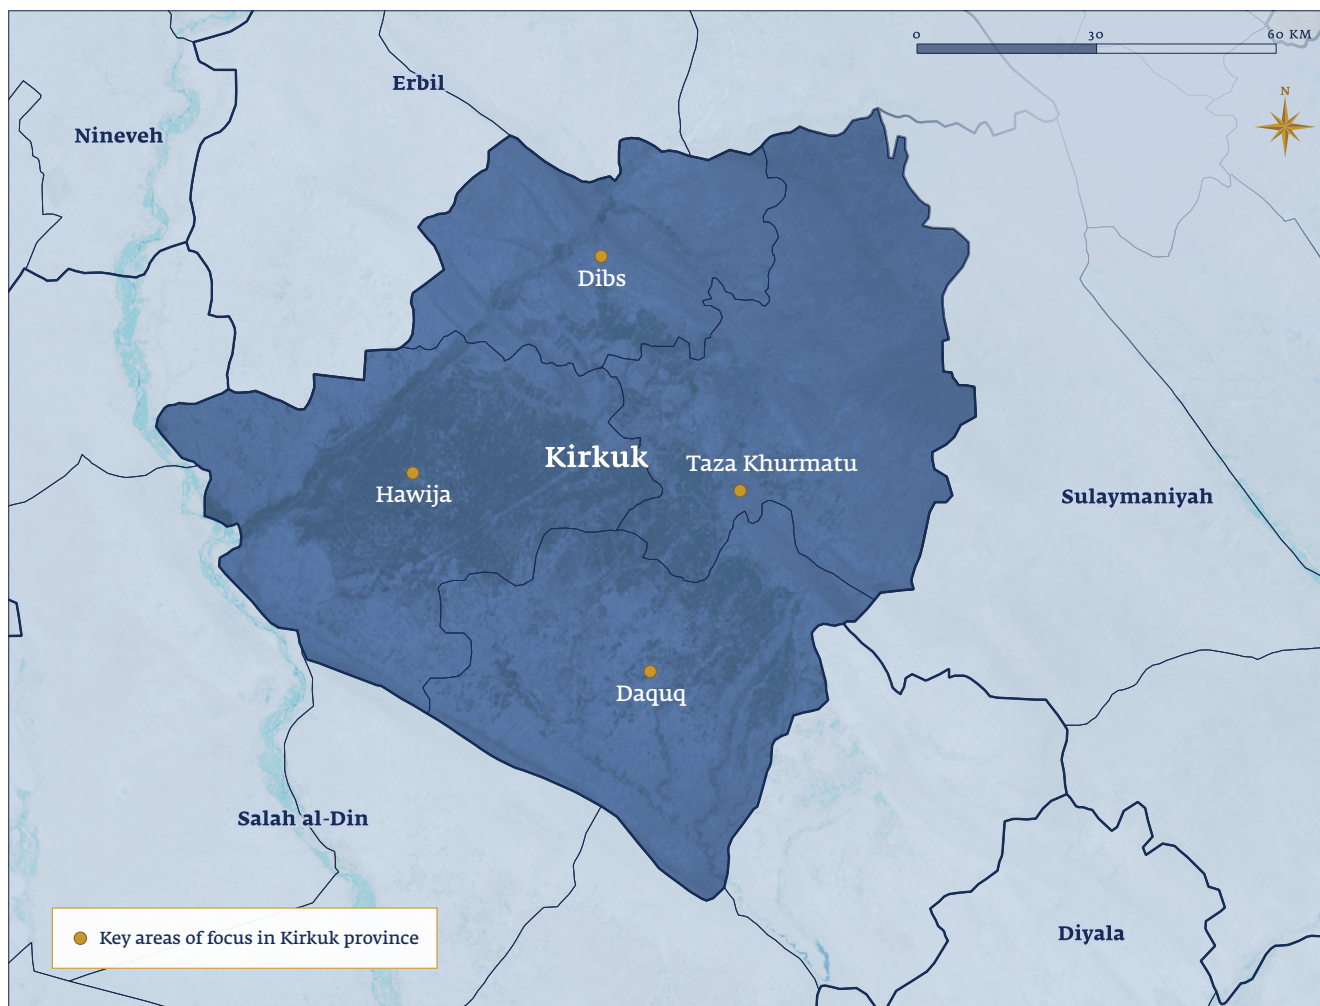 0 30 60 KM
Erbil
N
Nineveh
Dibs
Kirkuk
Taza Khurmatu
Hawija
Sulaymaniyah
Daquq
Salah al-Din
Diyala
Key areas of focus in Kirkuk province